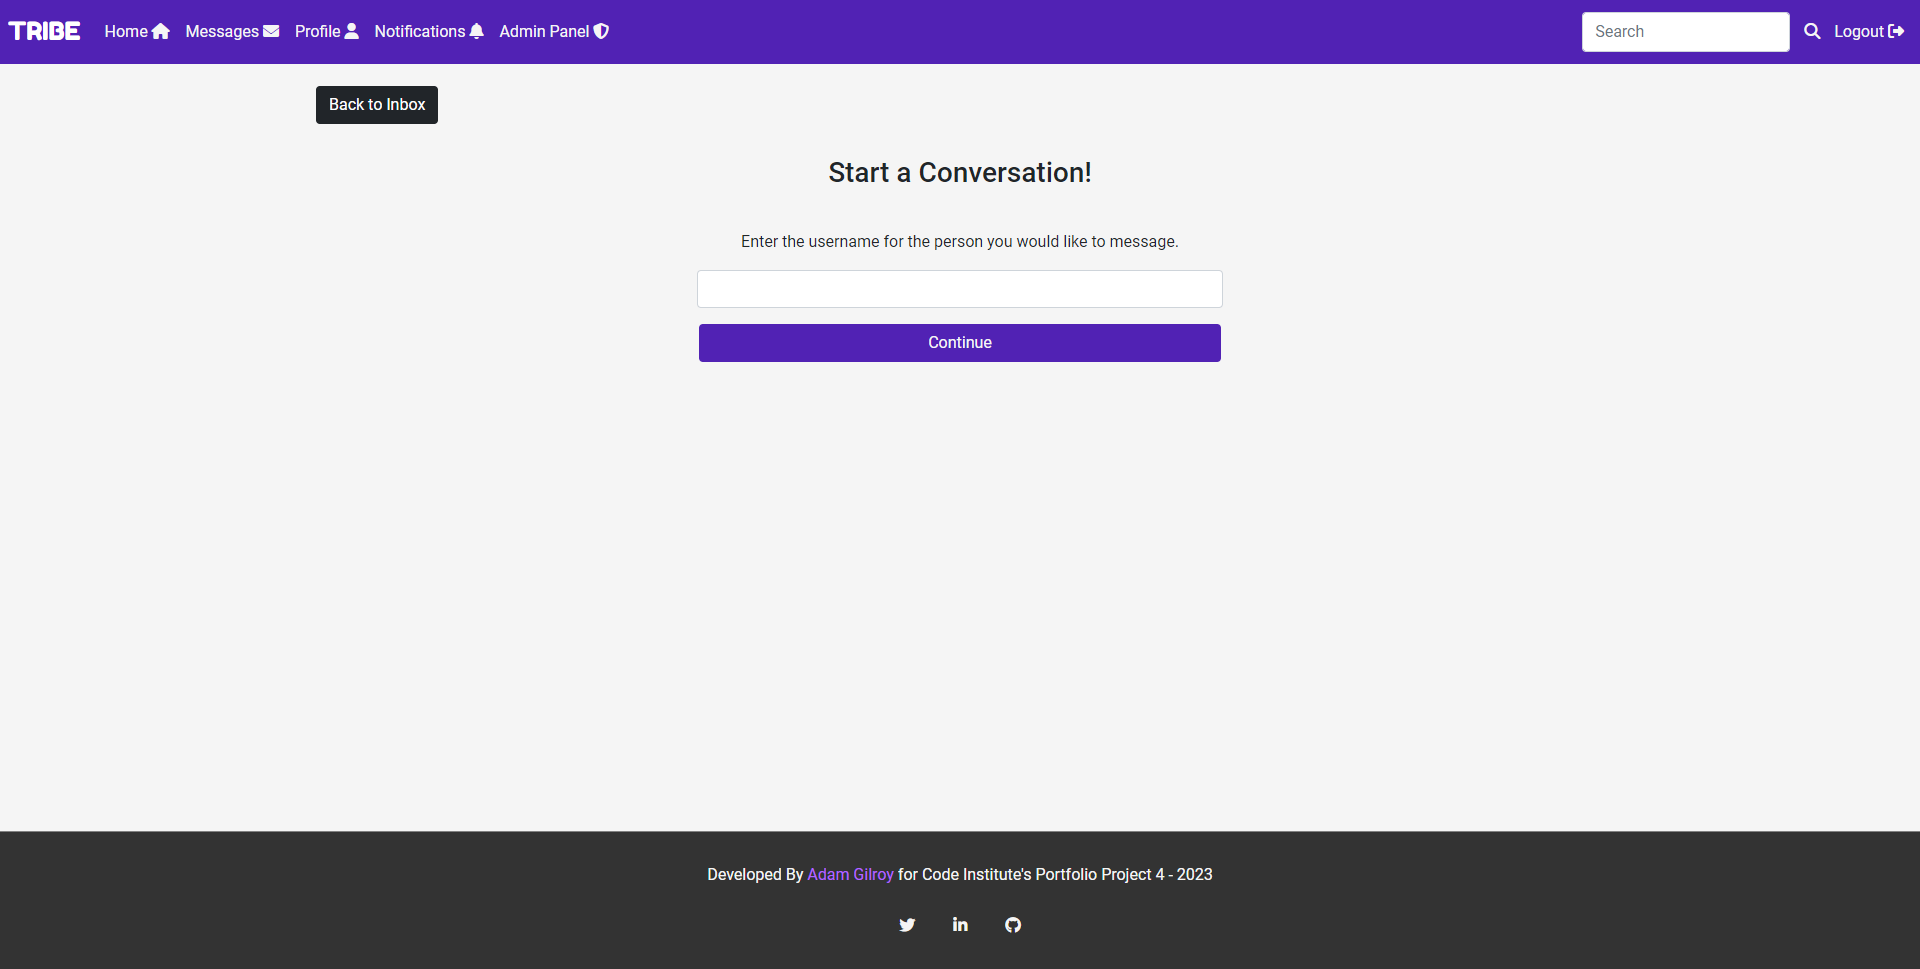 TRIBE Home Messages Profile Notifications Admin Panel Search Logout
Back to Inbox
Start a Conversation!
Enter the username for the person you would like to message.
Continue
Developed By Adam Gilroy for Code Institute's Portfolio Project 4 - 2023